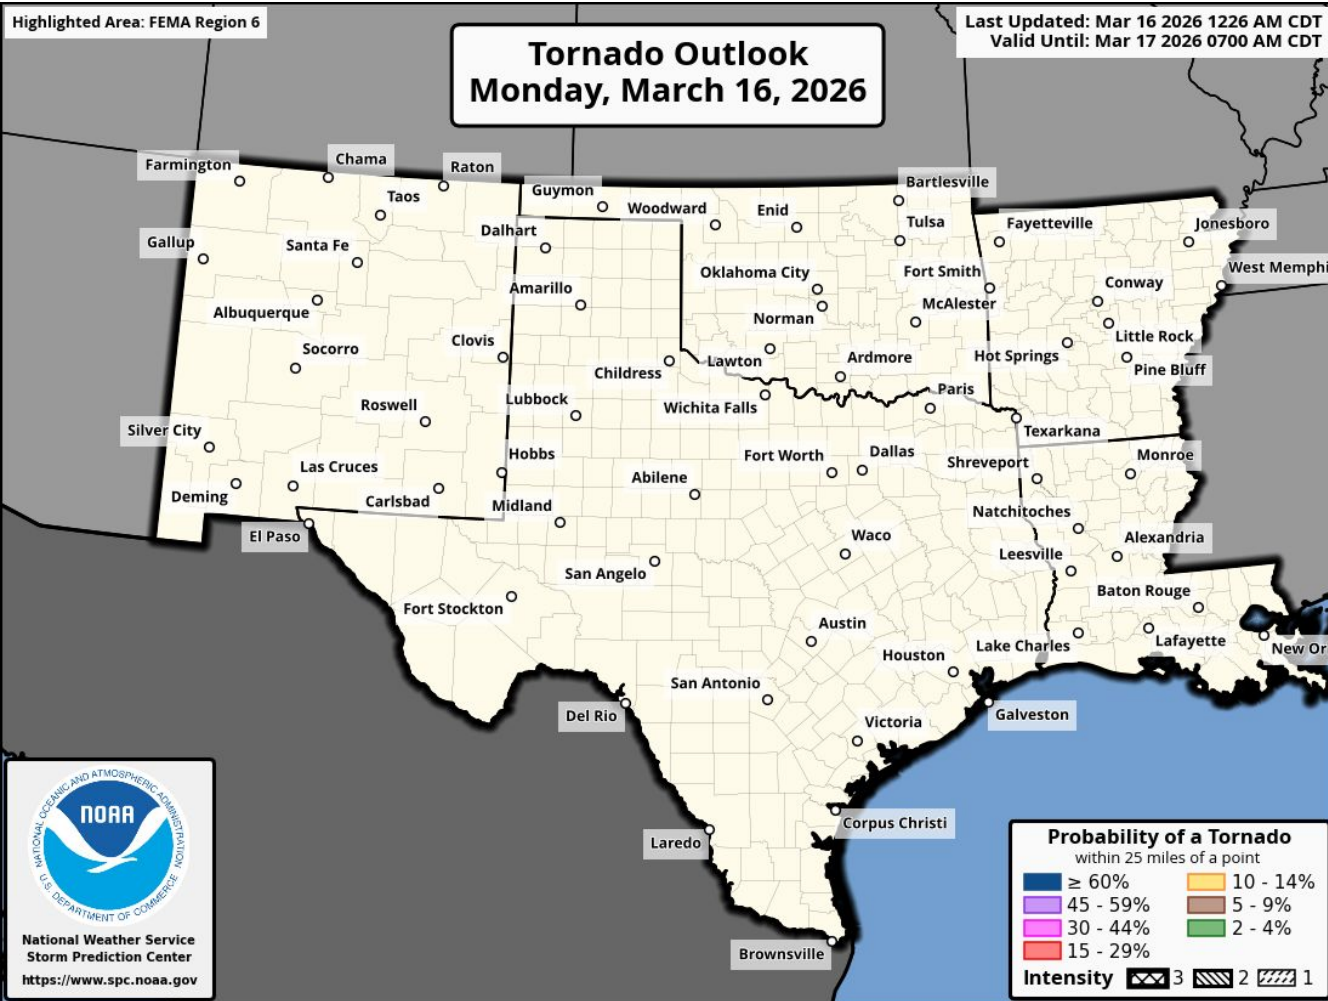 Highlighted Area: FEMA Region 6
Last Updated: Mar 16 2026 1226 AM CDT
Valid Until: Mar 17 2026 0700 AM CDT
Tornado Outlook
Monday, March 16, 2026
Farmington
Chama
Raton
Taos
Guymon
Woodward
Enid
Bartlesville
Tulsa
Fayetteville
Jonesboro
Gallup
Santa Fe
Dalhart
Oklahoma City
Fort Smith
West Memphi
Albuquerque
Amarillo
Norman
McAlester
Conway
Socorro
Clovis
Childress
Lawton
Ardmore
Hot Springs
Little Rock
Pine Bluff
Roswell
Lubbock
Wichita Falls
Paris
Texarkana
Silver City
Las Cruces
Hobbs
Abilene
Fort Worth
Dallas
Shreveport
Monroe
Deming
Carlsbad
Midland
Natchitoches
El Paso
San Angelo
Waco
Leesville
Alexandria
Fort Stockton
Austin
Baton Rouge
Houston
Lake Charles
Lafayette
New Or
San Antonio
Del Rio
Victoria
Galveston
Corpus Christi
Laredo
Brownsville
NATIONAL OCEANIC AND ATMOSPHERIC ADMINISTRATION
NOAA
U.S. DEPARTMENT OF COMMERCE
National Weather Service
Storm Prediction Center
https://www.spc.noaa.gov
Probability of a Tornado
within 25 miles of a point
≥ 60% 10 - 14%
45 - 59% 5 - 9%
30 - 44% 2 - 4%
15 - 29%
Intensity 3 2 1